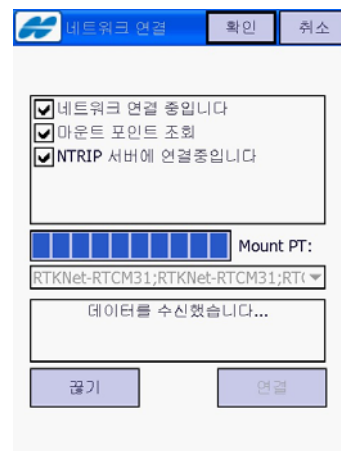 네트워크 연결 확인 취소
네트워크 연결 중입니다
마운트 포인트 조회
NTRIP 서버에 연결중입니다
Mount PT:
RTKNet-RTCM31;RTKNet-RTCM31;RT(
데이터를 수신했습니다...
끊기 연결